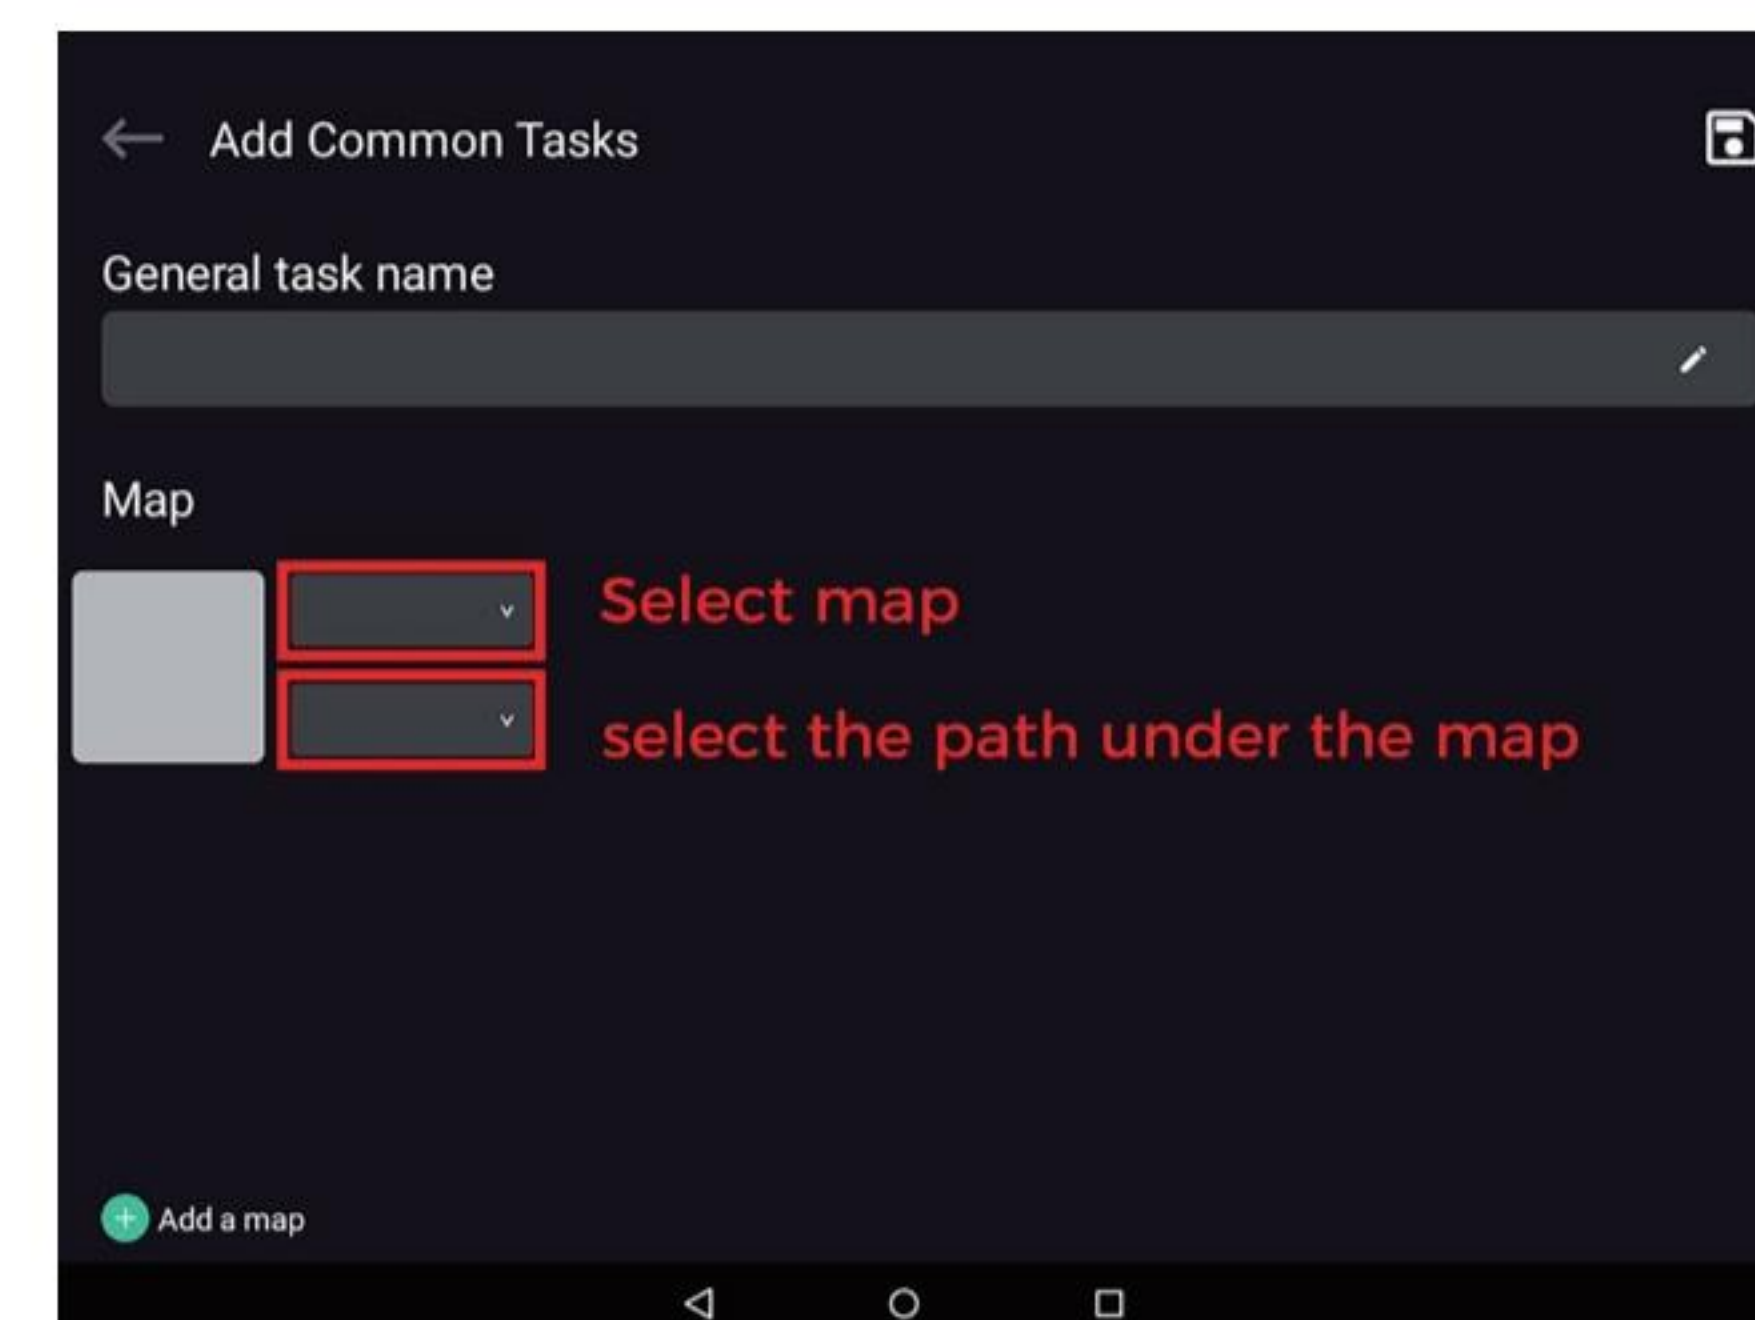 Add Common Tasks
General task name
Map
Select map
select the path under the map
Add a map